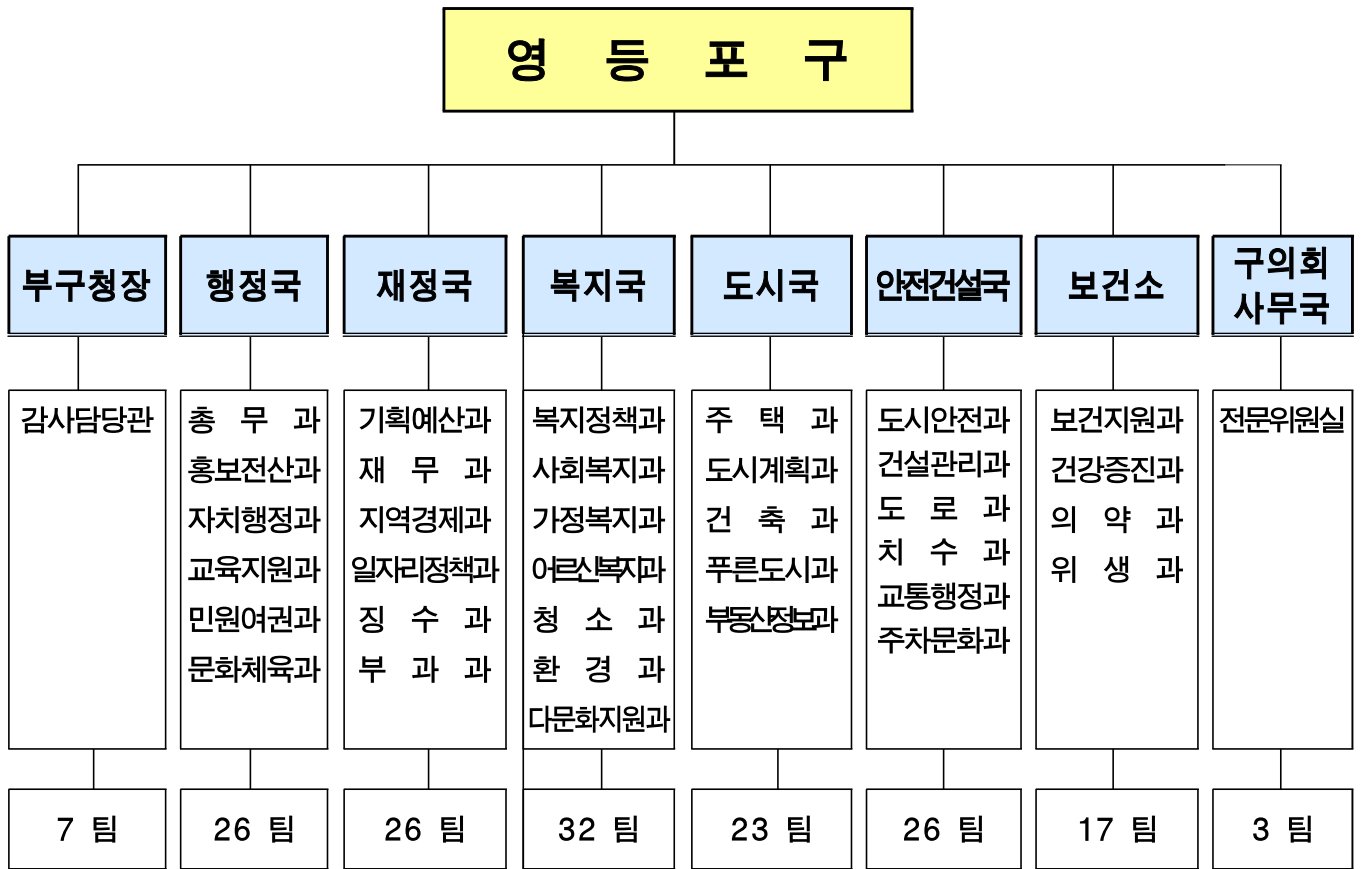 영 등 포 구
부구청장
행정국
재정국
복지국
도시국
안전건설국
보건소
구의회
사무국
감사담당관
총 무 과
홍보전산과
자치행정과
교육지원과
민원여권과
문화체육과
기획예산과
재 무 과
지역경제과
일자리정책과
징 수 과
부 과 과
복지정책과
사회복지과
가정복지과
어르신복지과
청 소 과
환 경 과
다문화지원과
주 택 과
도시계획과
건 축 과
푸른도시과
부동산정보과
도시안전과
건설관리과
도 로 과
치 수 과
교통행정과
주차문화과
보건지원과
건강증진과
의 약 과
위 생 과
전문위원실
7 팀
26 팀
26 팀
32 팀
23 팀
26 팀
17 팀
3 팀